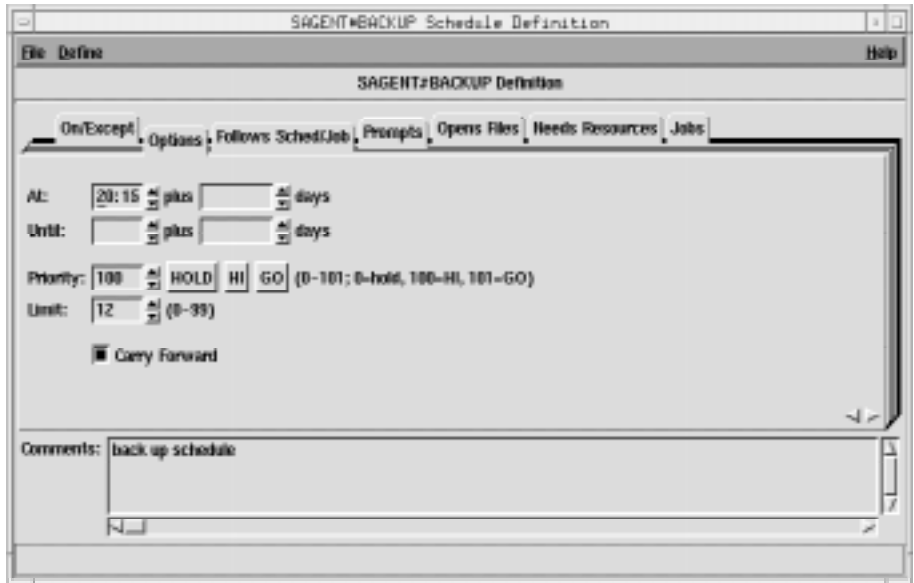 SAGENT#BACKUP Schedule Definition
File Define Help
SAGENT#BACKUP Definition
On/Except Options Follows Sched/Job Prompts Opens Files Needs Resources Jobs
At: 20:15 plus days
Until: plus days
Priority: 100 HOLD HI GO (0-101; 0=hold, 100=HI, 101=GO)
Limit: 12 (0-99)
Carry Forward
Comments: back up schedule